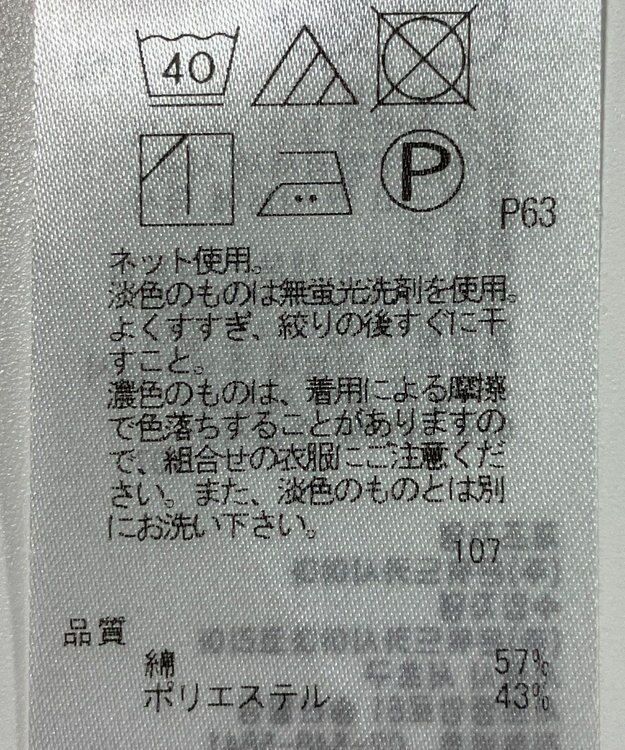 40
P
P63
ネット使用。
淡色のものは無蛍光洗剤を使用。
よくすすぎ、絞りの後すぐに干
すこと。
濃色のものは、着用による摩擦
で色落ちすることがありますの
で、組合せの衣服にご注意くだ
さい。また、淡色のものとは別
にお洗い下さい。
107
品質
綿 57%
ポリエステル 43%